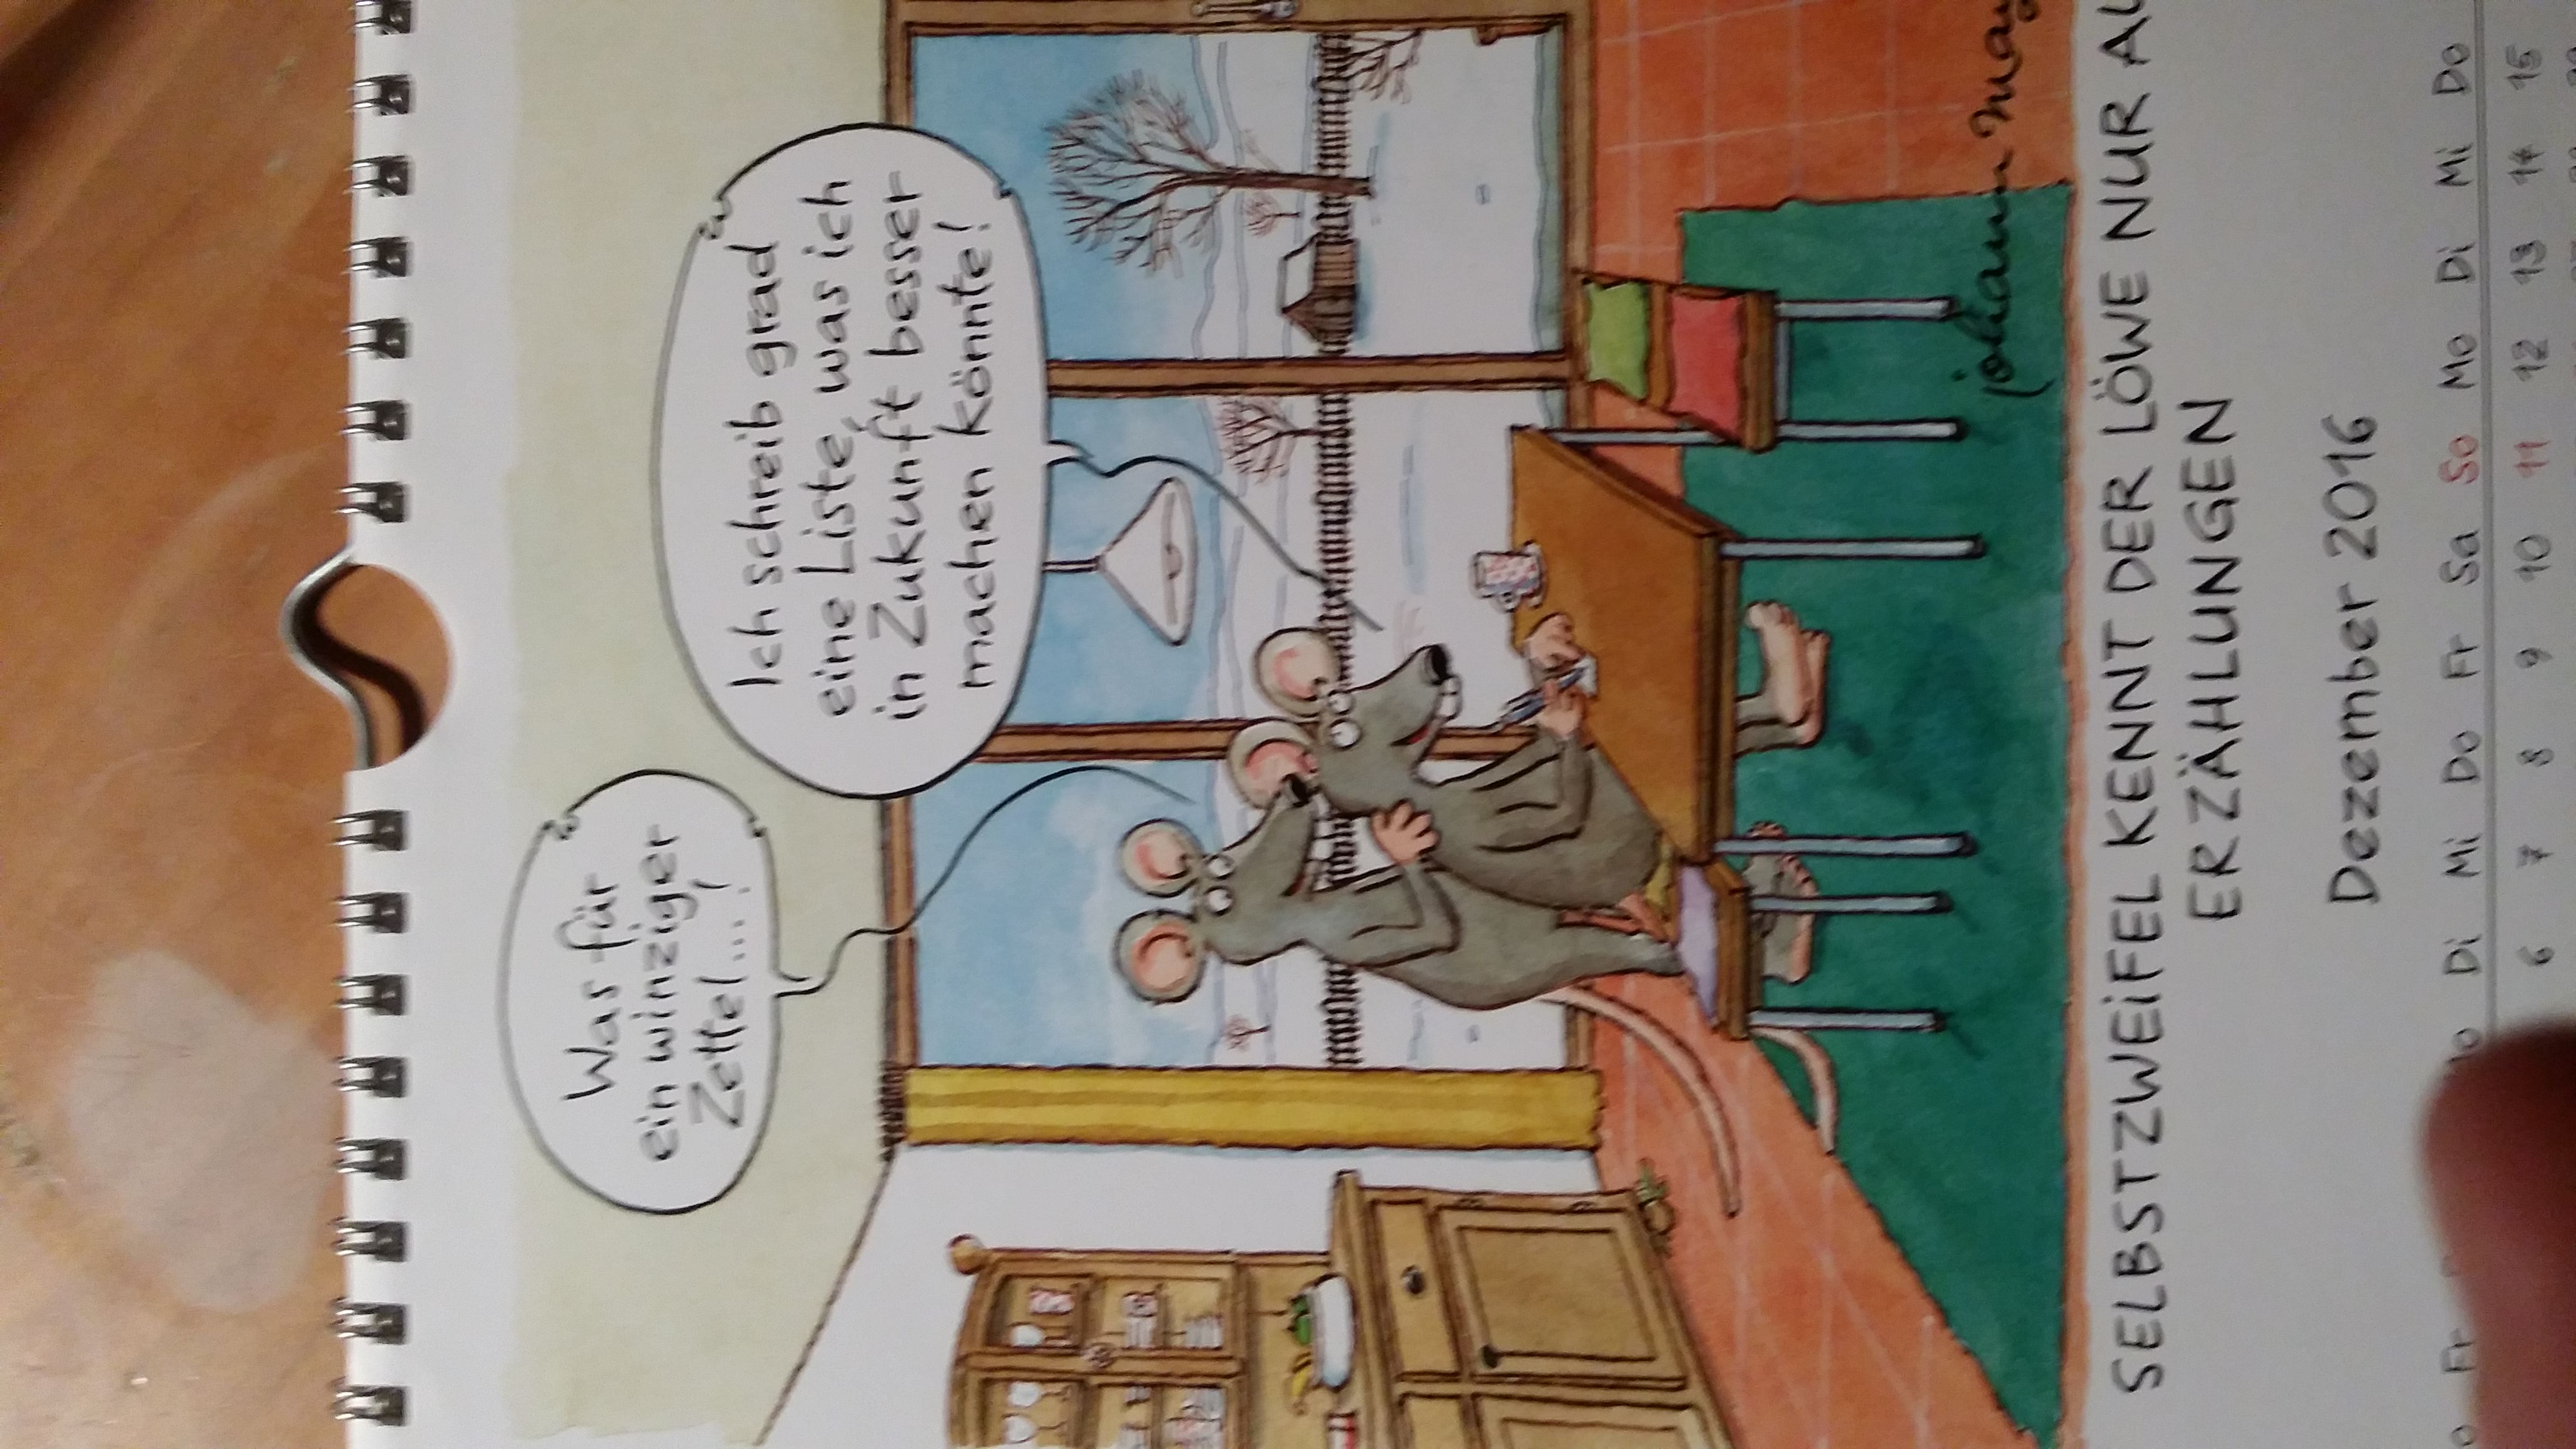 Was für
ein winziger
Zettel...!
Ich schreib grad
eine Liste, was ich
in Zukunft besser
machen könnte!
johann may
SELBSTZWEIFEL KENNT DER LÖWE NUR AU
ERZÄHLUNGEN
Dezember 2016
Fr Di Mi Do Fr Sa So Mo Di Mi Do
6 7 8 9 10 11 12 13 14 15